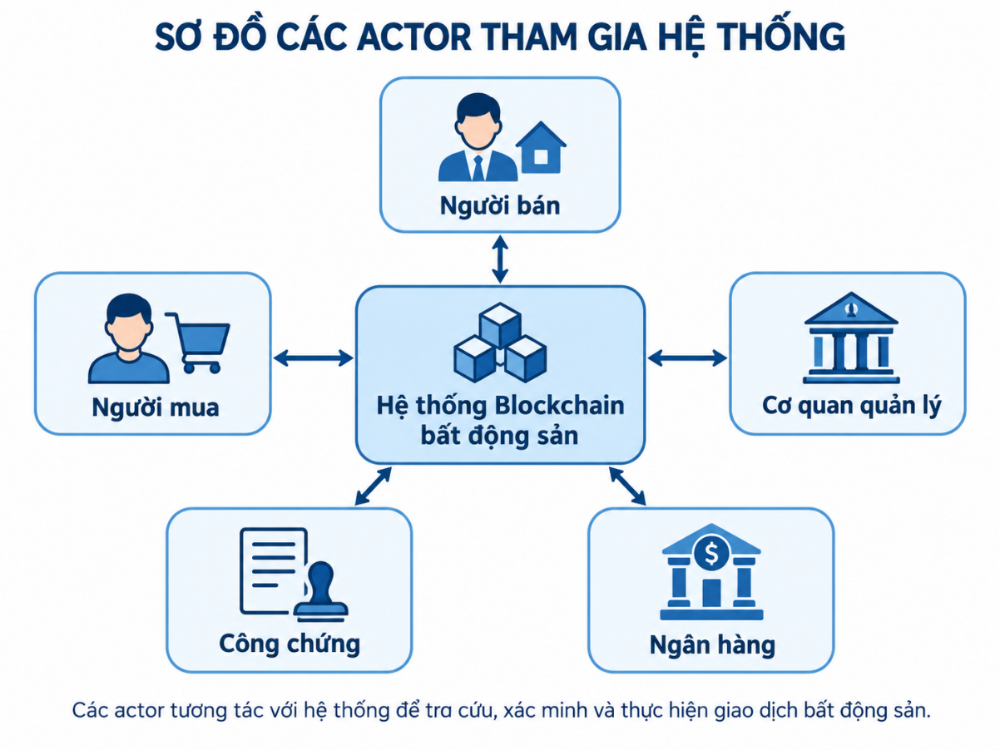 SƠ ĐỒ CÁC ACTOR THAM GIA HỆ THỐNG
Người bán
Người mua
Hệ thống Blockchain
bất động sản
Cơ quan quản lý
Công chứng
$
Ngân hàng
Các actor tương tác với hệ thống để tra cứu, xác minh và thực hiện giao dịch bất động sản.